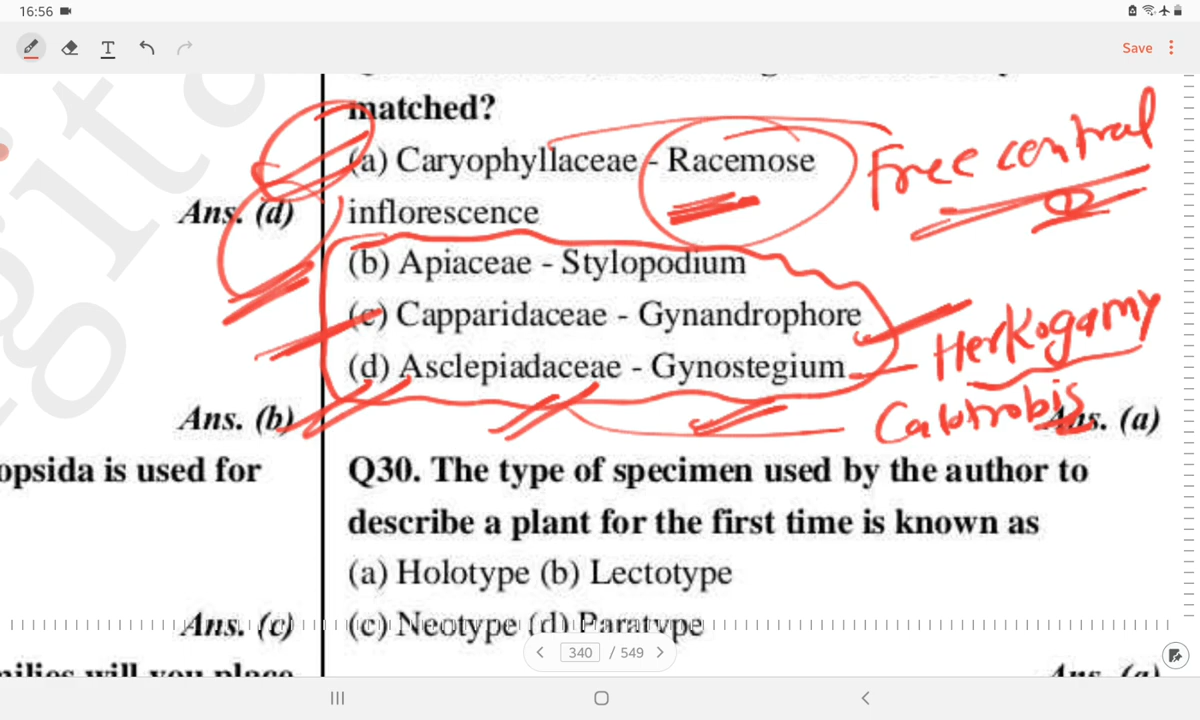 16:56
T
Save
matched?
(a) Caryophyllaceae - Racemose
inflorescence
(b) Apiaceae - Stylopodium
(c) Capparidaceae - Gynandrophore
(d) Asclepiadaceae - Gynostegium
Free central
Herkogamy
Calotrobis
Ans. (a)
Ans. (d)
Ans. (b)
opsida is used for
Ans. (c)
Q30. The type of specimen used by the author to
describe a plant for the first time is known as
(a) Holotype (b) Lectotype
(c) Neotype (d) Paratype
340 / 549